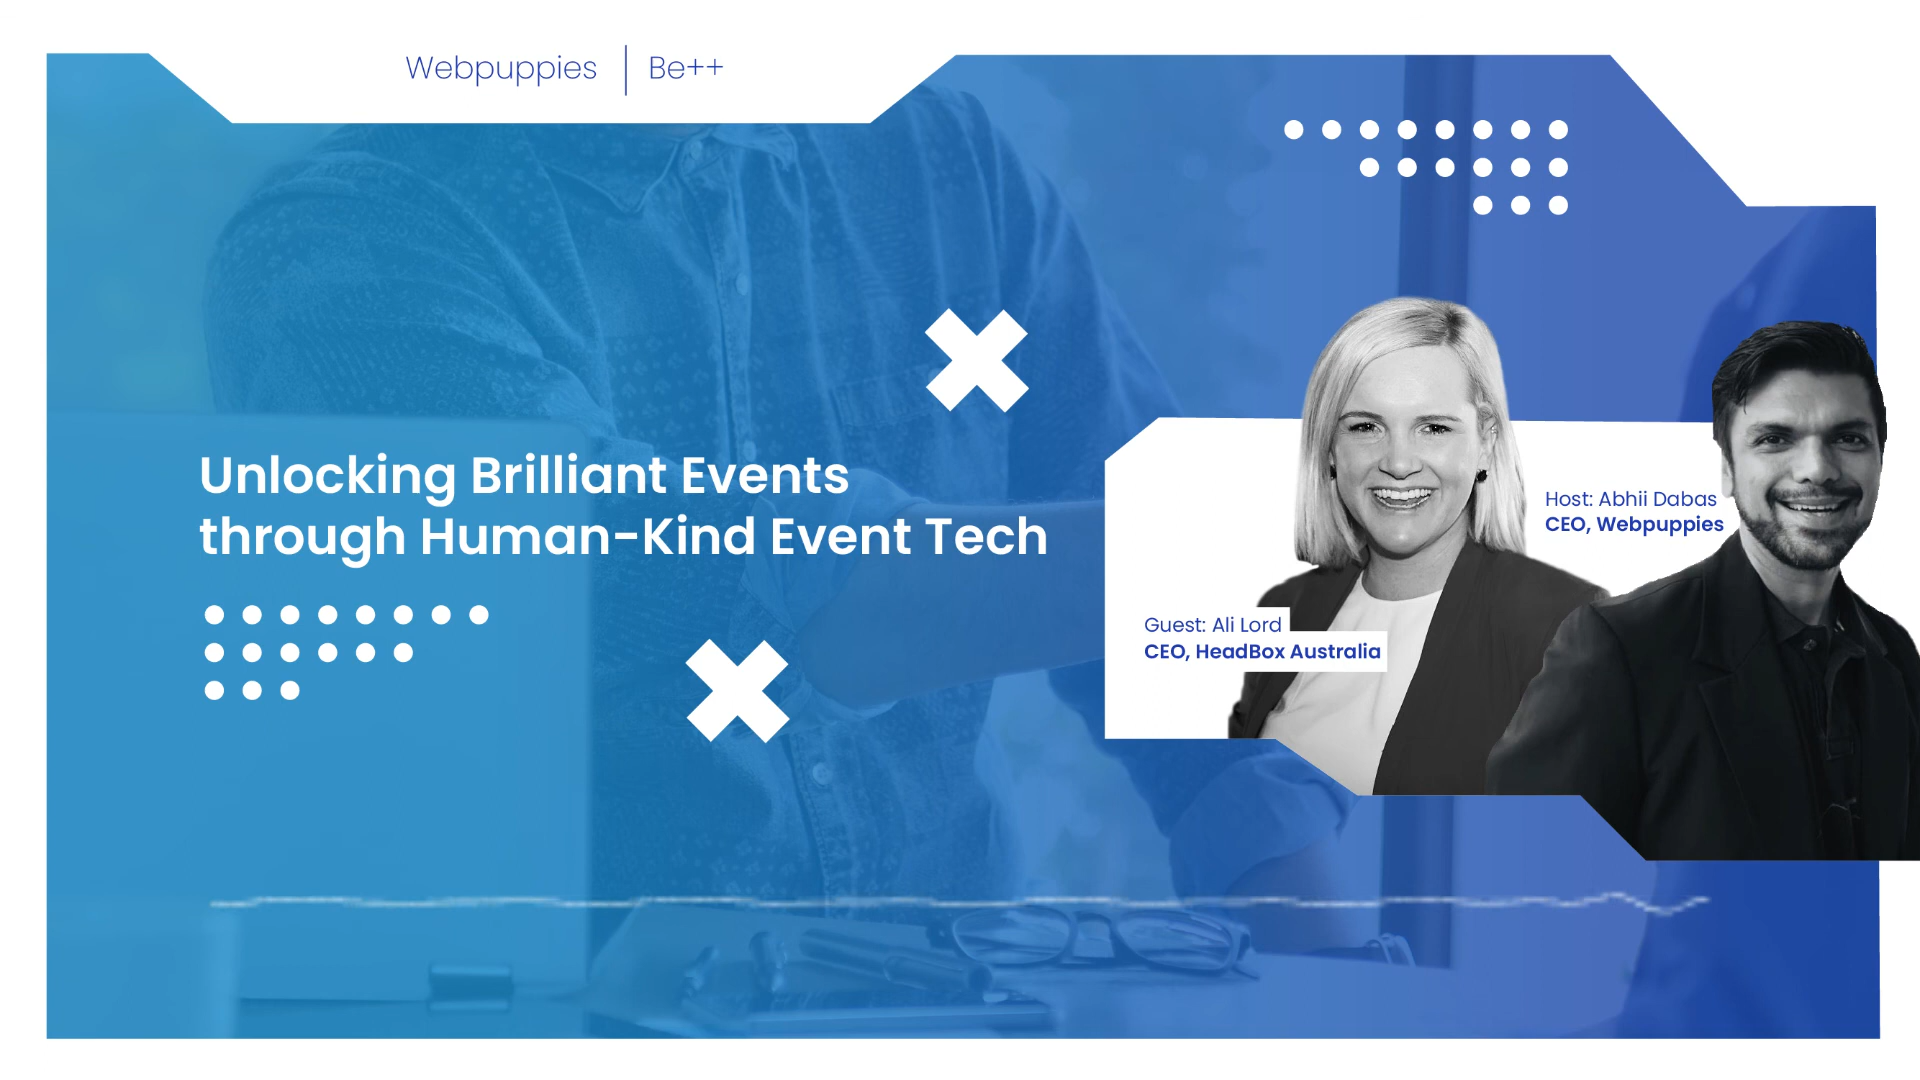 Webpuppies | Be++
Unlocking Brilliant Events
through Human-Kind Event Tech
Host: Abhii Dabas
CEO, Webpuppies
Guest: Ali Lord
CEO, HeadBox Australia